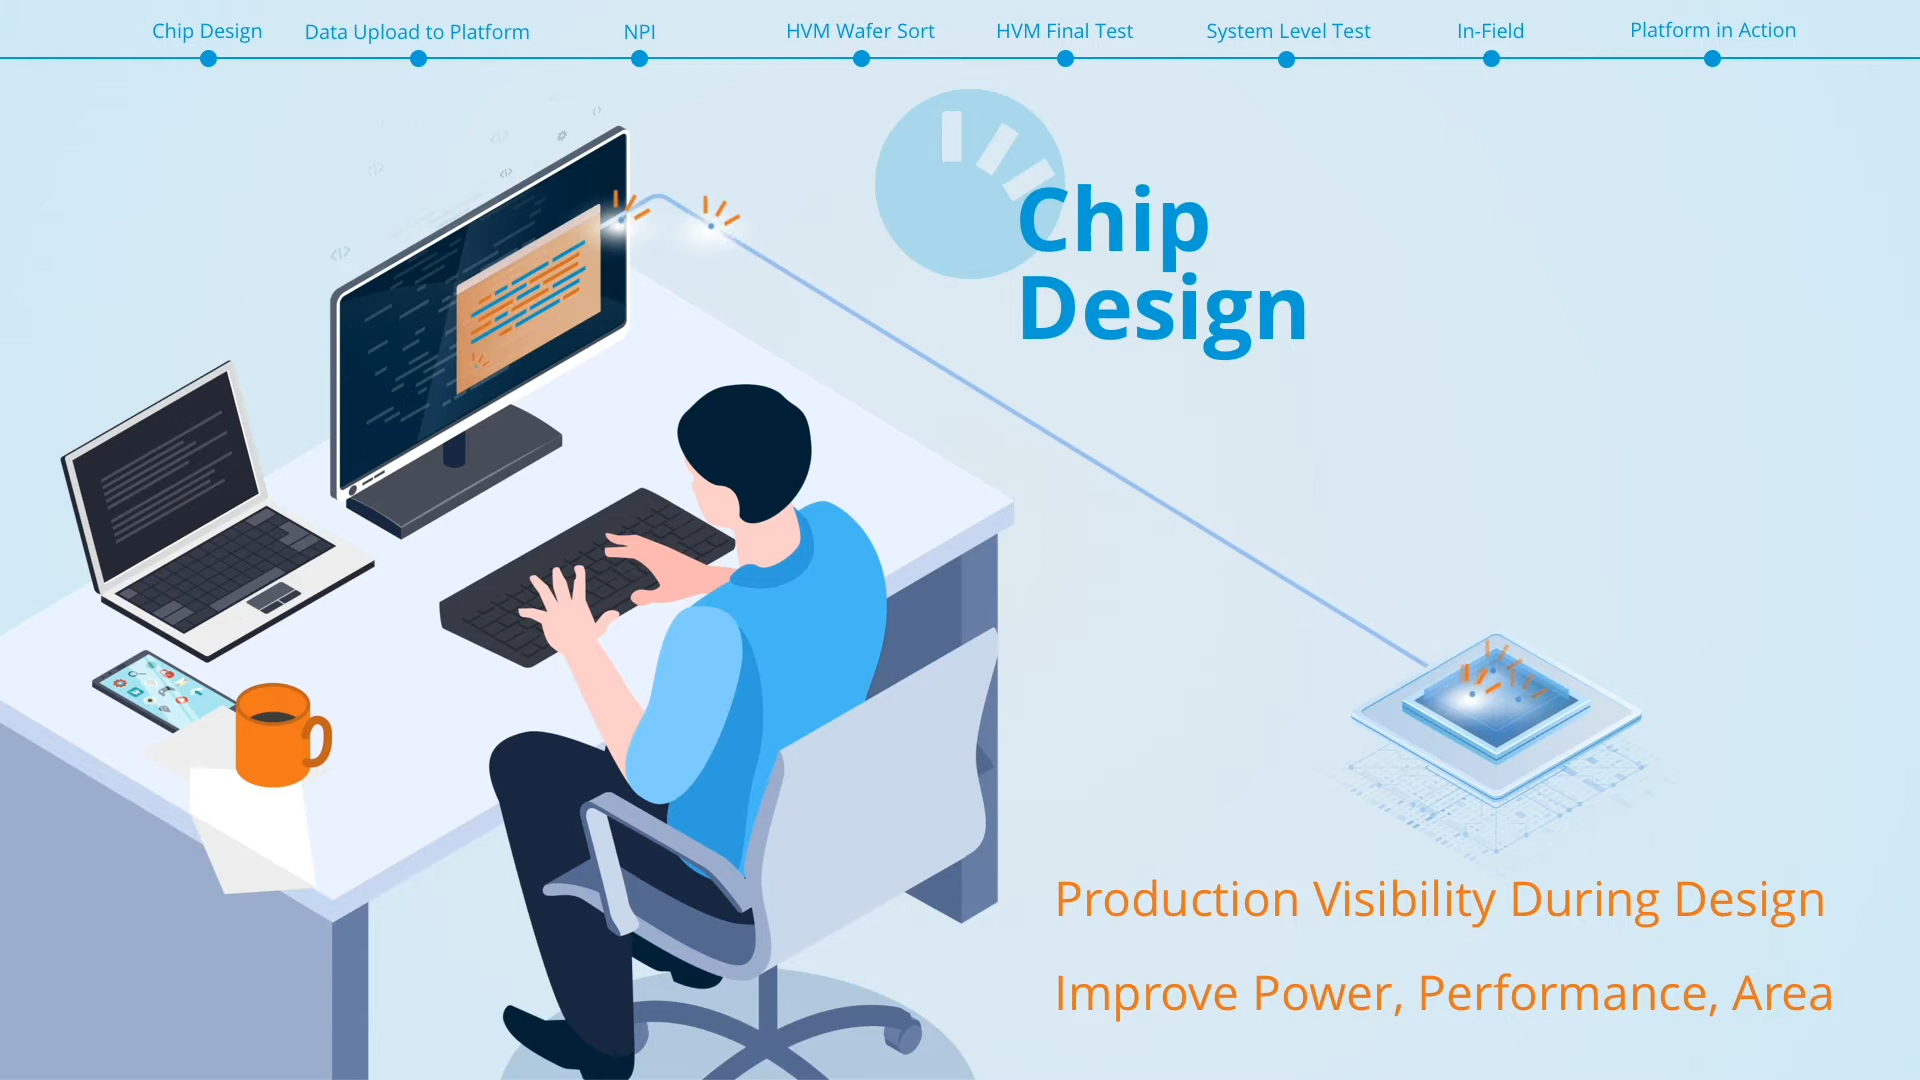 Chip Design
Data Upload to Platform
NPI
HVM Wafer Sort
HVM Final Test
System Level Test
In-Field
Platform in Action
Chip
Design
Production Visibility During Design
Improve Power, Performance, Area